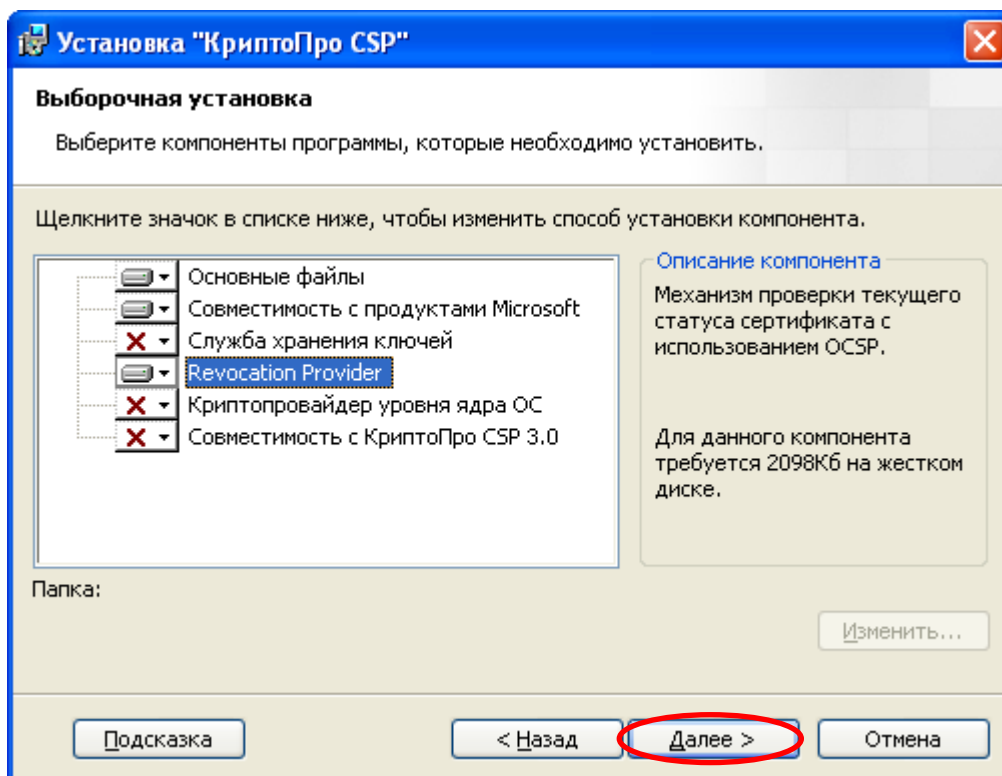 Установка "КриптоПро CSP"
Выборочная установка
Выберите компоненты программы, которые необходимо установить.
Щелкните значок в списке ниже, чтобы изменить способ установки компонента.
Основные файлы
Совместимость с продуктами Microsoft
Служба хранения ключей
Revocation Provider
Криптопровайдер уровня ядра ОС
Совместимость с КриптоПро CSP 3.0
Описание компонента
Механизм проверки текущего
статуса сертификата с
использованием OCSP.
Для данного компонента
требуется 2098Кб на жестком
диске.
Папка:
Изменить...
Подсказка
< Назад
Далее >
Отмена